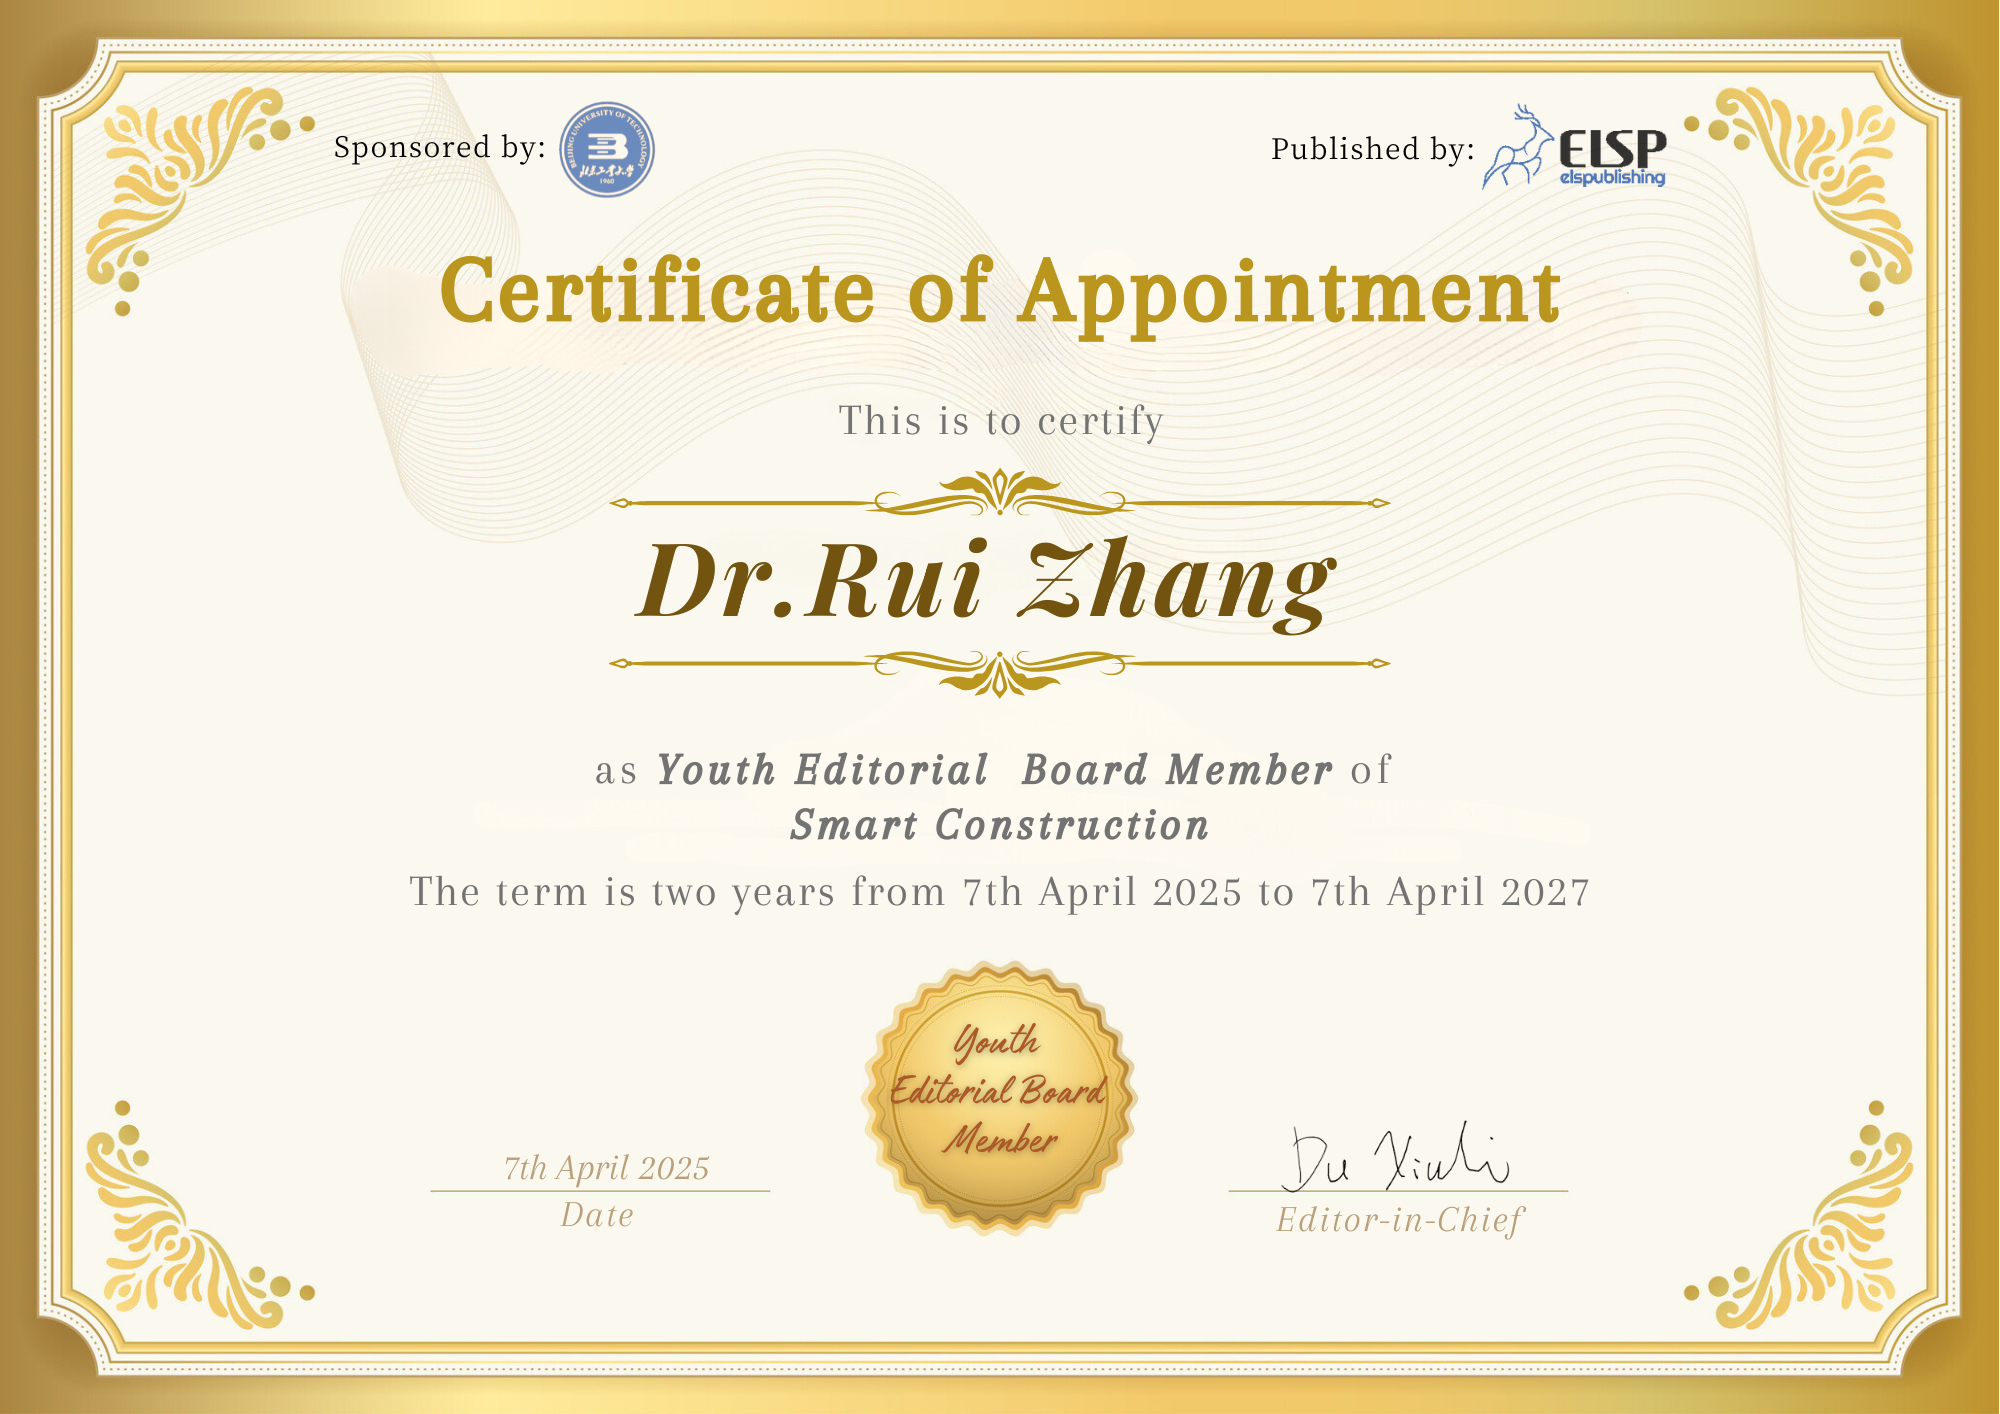 Sponsored by:
BEIJING UNIVERSITY OF TECHNOLOGY
北京工业大学
1960
Published by:
ELSP
elspublishing
Certificate of Appointment
This is to certify
Dr.Rui Zhang
as Youth Editorial Board Member of
Smart Construction
The term is two years from 7th April 2025 to 7th April 2027
Youth
Editorial Board
Member
7th April 2025
Date
Du Xiuli
Editor-in-Chief